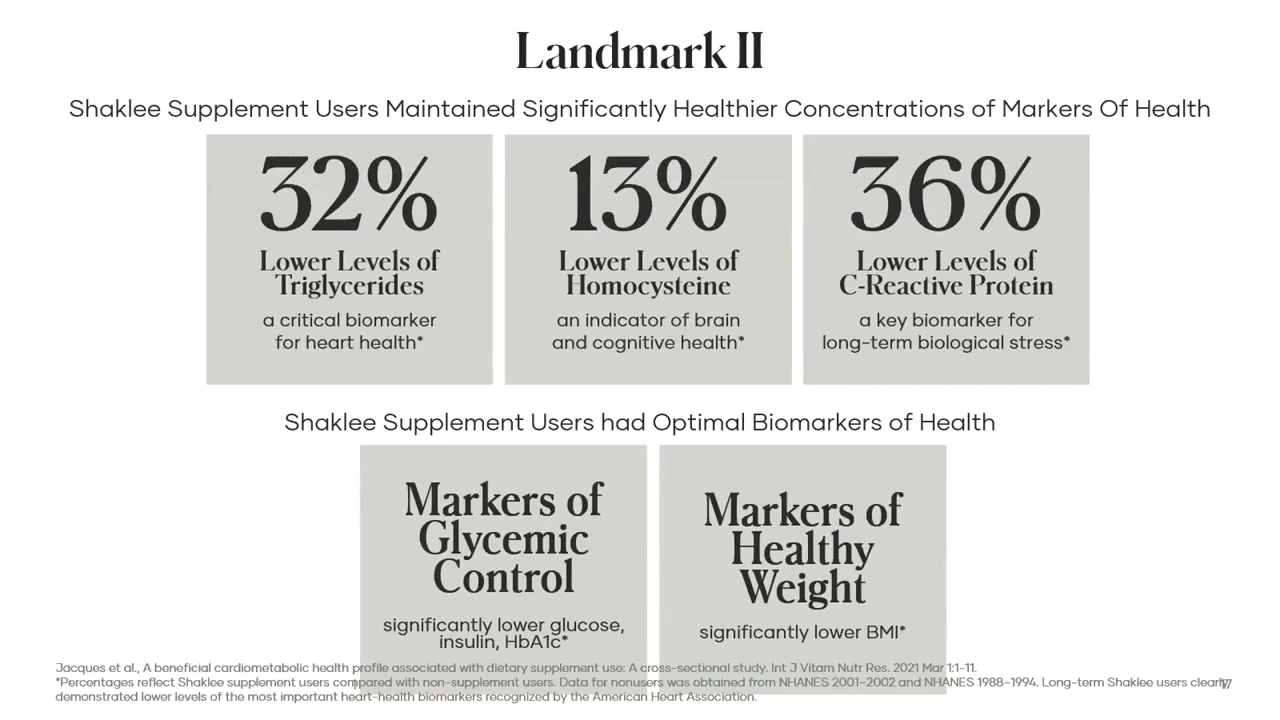 Landmark II
Shaklee Supplement Users Maintained Significantly Healthier Concentrations of Markers Of Health
32%
Lower Levels of
Triglycerides
a critical biomarker
for heart health*
13%
Lower Levels of
Homocysteine
an indicator of brain
and cognitive health*
36%
Lower Levels of
C-Reactive Protein
a key biomarker for
long-term biological stress*
Shaklee Supplement Users had Optimal Biomarkers of Health
Markers of
Glycemic
Control
significantly lower glucose,
insulin, HbA1c*
Markers of
Healthy
Weight
significantly lower BMI*
Jacques et al., A beneficial cardiometabolic health profile associated with dietary supplement use: A cross-sectional study. Int J Vitam Nutr Res. 2021 Mar 1:1-11.
*Percentages reflect Shaklee supplement users compared with non-supplement users. Data for nonusers was obtained from NHANES 2001–2002 and NHANES 1988–1994. Long-term Shaklee users clearly
demonstrated lower levels of the most important heart-health biomarkers recognized by the American Heart Association.
17